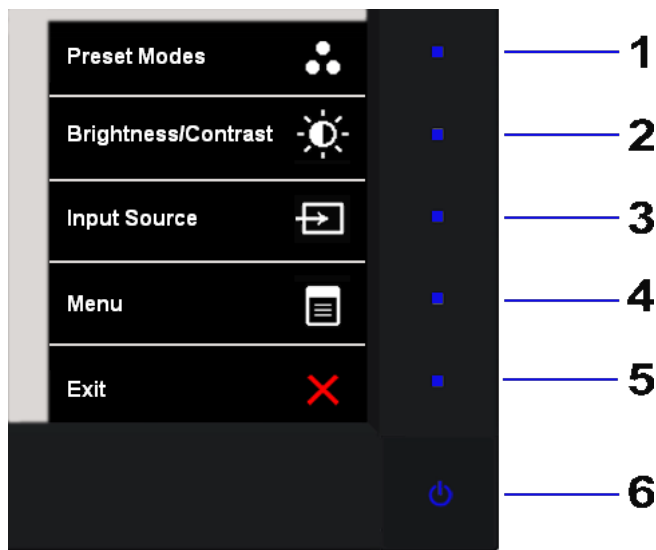 Preset Modes
1
Brightness/Contrast
2
Input Source
3
Menu
4
Exit
5
6